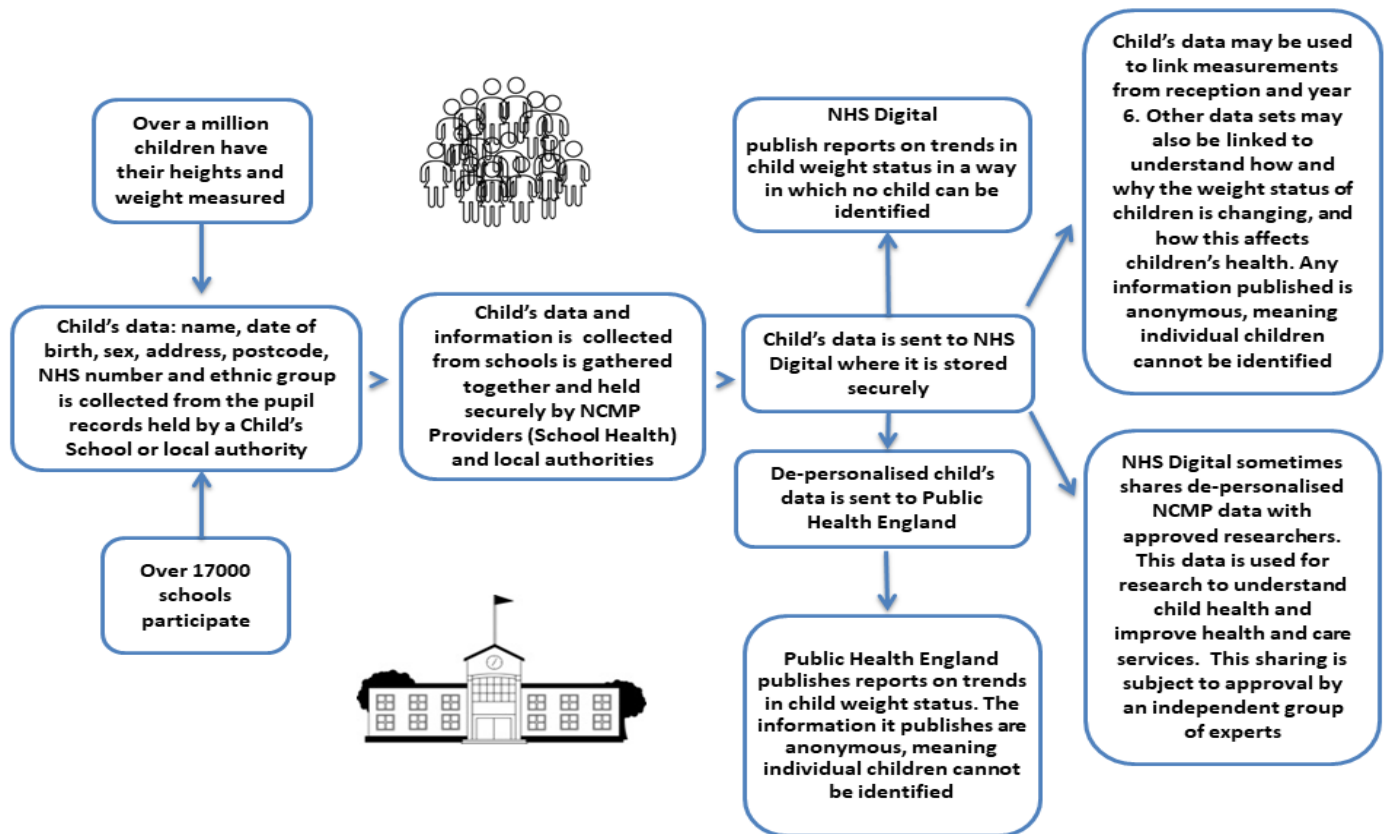 Over a million
children have
their heights and
weight measured
Child's data: name, date of
birth, sex, address, postcode,
NHS number and ethnic group
is collected from the pupil
records held by a Child's
School or local authority
Over 17000
schools
participate
Child's data and
information is  collected
from schools is gathered
together and held
securely by NCMP
Providers (School Health)
and local authorities
NHS Digital
publish reports on trends in
child weight status in a way
in which no child can be
identified
Child's data is sent to NHS
Digital where it is stored
securely
De-personalised child's
data is sent to Public
Health England
Public Health England
publishes reports on trends
in child weight status. The
information it publishes are
anonymous, meaning
individual children cannot
be identified
Child's data may be used
to link measurements
from reception and year
6. Other data sets may
also be linked to
understand how and
why the weight status of
children is changing, and
how this affects
children's health. Any
information published is
anonymous, meaning
individual children
cannot be identified
NHS Digital sometimes
shares de-personalised
NCMP data with
approved researchers.
This data is used for
research to understand
child health and
improve health and care
services.  This sharing is
subject to approval by
an independent group
of experts